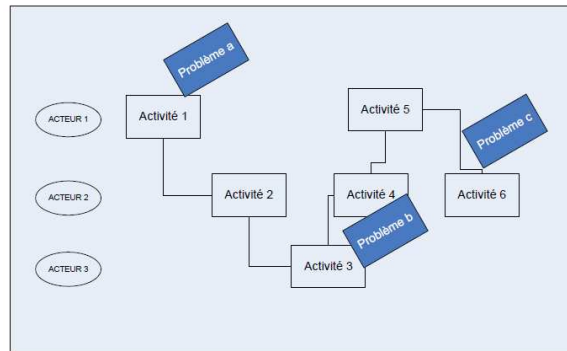 Problème a
ACTEUR 1
Activité 1
Activité 5
Problème c
ACTEUR 2
Activité 2
Activité 4
Activité 6
Problème b
ACTEUR 3
Activité 3